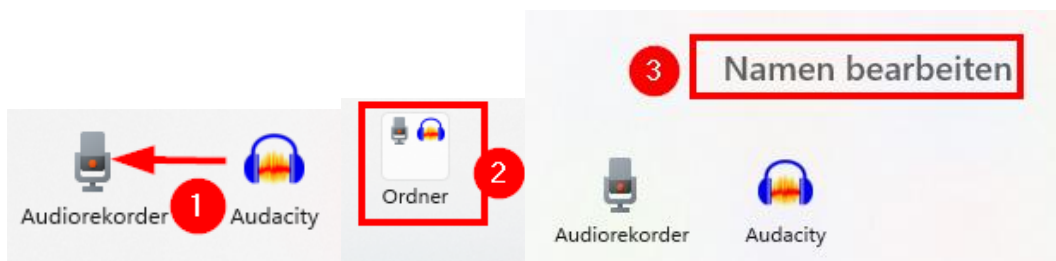 3
Namen bearbeiten
2
Ordner
1
Audiorekorder
Audacity
Audiorekorder
Audacity